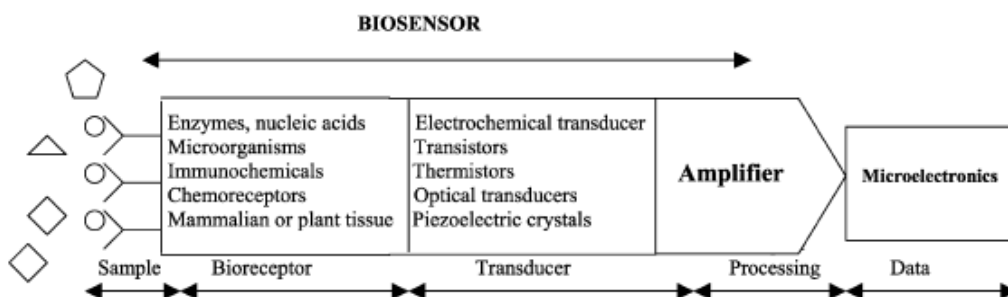 BIOSENSOR
Enzymes, nucleic acids
Microorganisms
Immunochemicals
Chemoreceptors
Mammalian or plant tissue
Electrochemical transducer
Transistors
Thermistors
Optical transducers
Piezoelectric crystals
Amplifier
Microelectronics
Sample
Bioreceptor
Transducer
Processing
Data